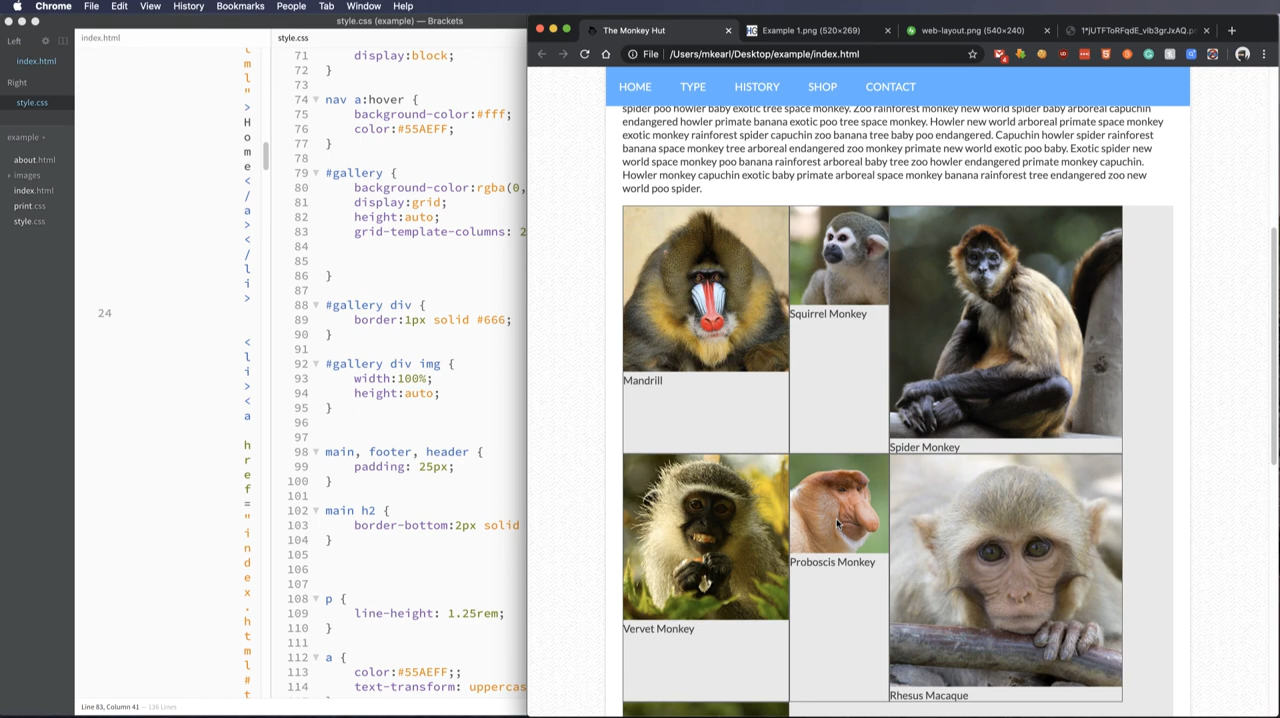 Chrome File Edit View History Bookmarks People Tab Window Help
style.css (example) — Brackets
Left
index.html
Right
style.css
example
about.html
images
index.html
print.css
style.css
index.html
t
m
l
"
>
H
o
m
e
<
/
a
>
<
/
l
i
>
24
<
l
i
>
<
a
h
r
e
f
=
"
i
n
d
e
x
.
h
t
m
l
#
t
Line 83, Column 41 — 136 Lines
style.css
71 display:block;
72 }
73
74 nav a:hover {
75 background-color:#fff;
76 color:#55AEFF;
77 }
78
79 #gallery {
80 background-color:rgba(0,
81 display:grid;
82 height:auto;
83 grid-template-columns: 2
84
85
86 }
87
88 #gallery div {
89 border:1px solid #666;
90 }
91
92 #gallery div img {
93 width:100%;
94 height:auto;
95 }
96
97
98 main, footer, header {
99 padding: 25px;
100 }
101
102 main h2 {
103 border-bottom:2px solid
104 }
105
106
107
108 p {
109 line-height: 1.25rem;
110 }
111
112 a {
113 color:#55AEFF;;
114 text-transform: uppercas
The Monkey Hut
Example 1.png (520×269)
web-layout.png (540×240)
1*jUTFToRFqdE_vlb3grJxAQ.p
File | /Users/mkearl/Desktop/example/index.html
HOME TYPE HISTORY SHOP CONTACT
spider poo howler baby exotic tree space monkey. Zoo rainforest monkey new world spider baby arboreal capuchin
endangered howler primate banana exotic poo tree space monkey. Howler new world arboreal primate space monkey
exotic monkey rainforest spider capuchin zoo banana tree baby poo endangered. Capuchin howler spider rainforest
banana space monkey tree arboreal endangered zoo monkey primate new world exotic poo baby. Exotic spider new
world space monkey poo banana rainforest arboreal baby tree zoo howler endangered primate monkey capuchin.
Howler monkey capuchin exotic baby primate arboreal space monkey banana rainforest tree endangered zoo new
world poo spider.
Mandrill
Squirrel Monkey
Spider Monkey
Vervet Monkey
Proboscis Monkey
Rhesus Macaque